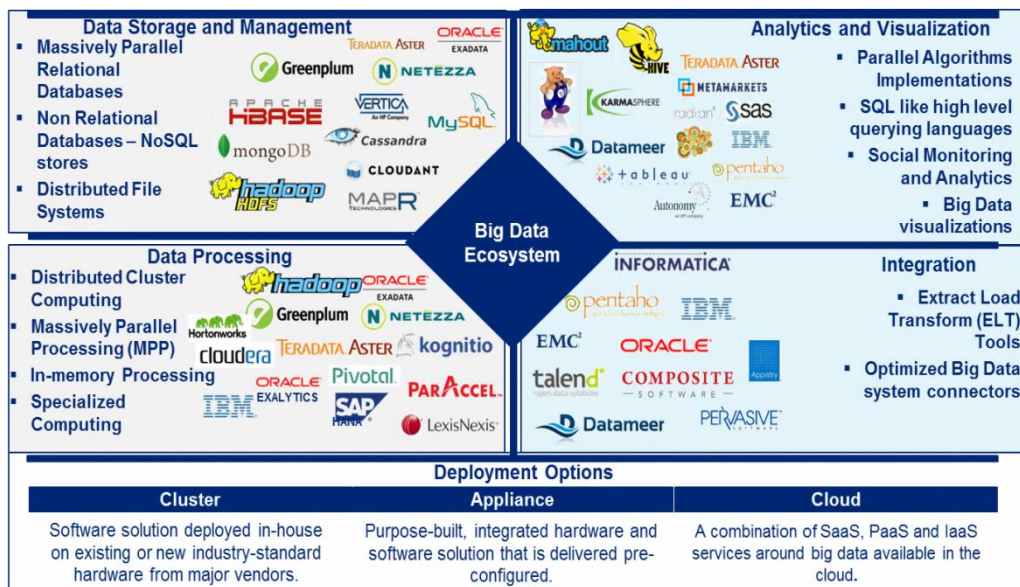 Data Storage and Management
▪ Massively Parallel
Relational
Databases
▪ Non Relational
Databases – NoSQL
stores
▪ Distributed File
Systems
TERADATA ASTER
ORACLE
EXADATA
Greenplum
NETEZZA
APACHE
HBASE
VERTICA
An HP Company
MySQL
mongoDB
Cassandra
CLOUDANT
hadoop
HDFS
MAPR
TECHNOLOGIES
Analytics and Visualization
▪ Parallel Algorithms
Implementations
▪ SQL like high level
querying languages
▪ Social Monitoring
and Analytics
▪ Big Data
visualizations
mahout
HIVE
TERADATA ASTER
METAMARKETS
KARMASPHERE
radian6
sas
Datameer
IBM
tableau
pentaho
Autonomy
an HP company
EMC²
Big Data
Ecosystem
Data Processing
▪ Distributed Cluster
Computing
▪ Massively Parallel
Processing (MPP)
▪ In-memory Processing
▪ Specialized
Computing
hadoop
ORACLE
EXADATA
Greenplum
NETEZZA
Hortonworks
cloudera
TERADATA ASTER
kognitio
IBM
ORACLE
EXALYTICS
Pivotal
SAP
HANA
PARACCEL
LexisNexis
Integration
▪ Extract Load
Transform (ELT)
Tools
▪ Optimized Big Data
system connectors
INFORMATICA
pentaho
IBM
EMC²
ORACLE
Appistry
talend
open data solutions
COMPOSITE
SOFTWARE
Datameer
PERVASIVE
SOFTWARE
Deployment Options
Cluster
Appliance
Cloud
Software solution deployed in-house
on existing or new industry-standard
hardware from major vendors.
Purpose-built, integrated hardware and
software solution that is delivered pre-
configured.
A combination of SaaS, PaaS and IaaS
services around big data available in the
cloud.